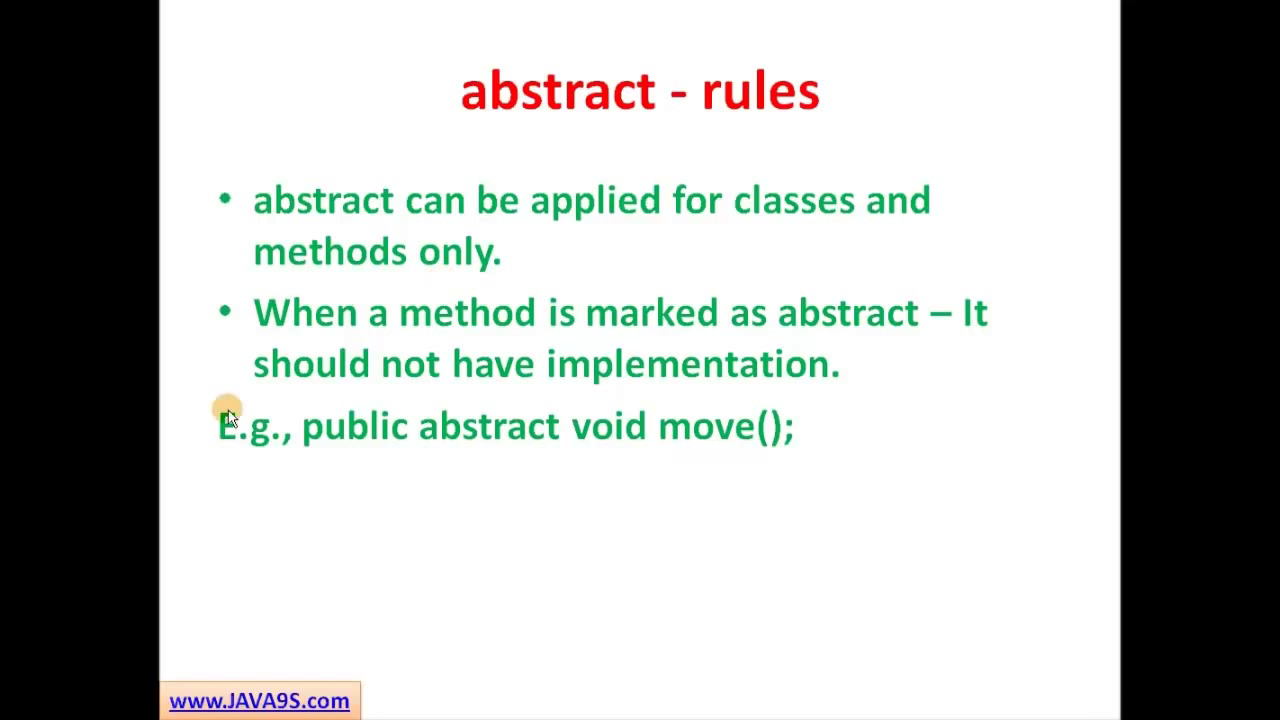 abstract - rules
• abstract can be applied for classes and
methods only.
• When a method is marked as abstract – It
should not have implementation.
E.g., public abstract void move();
www.JAVA9S.com